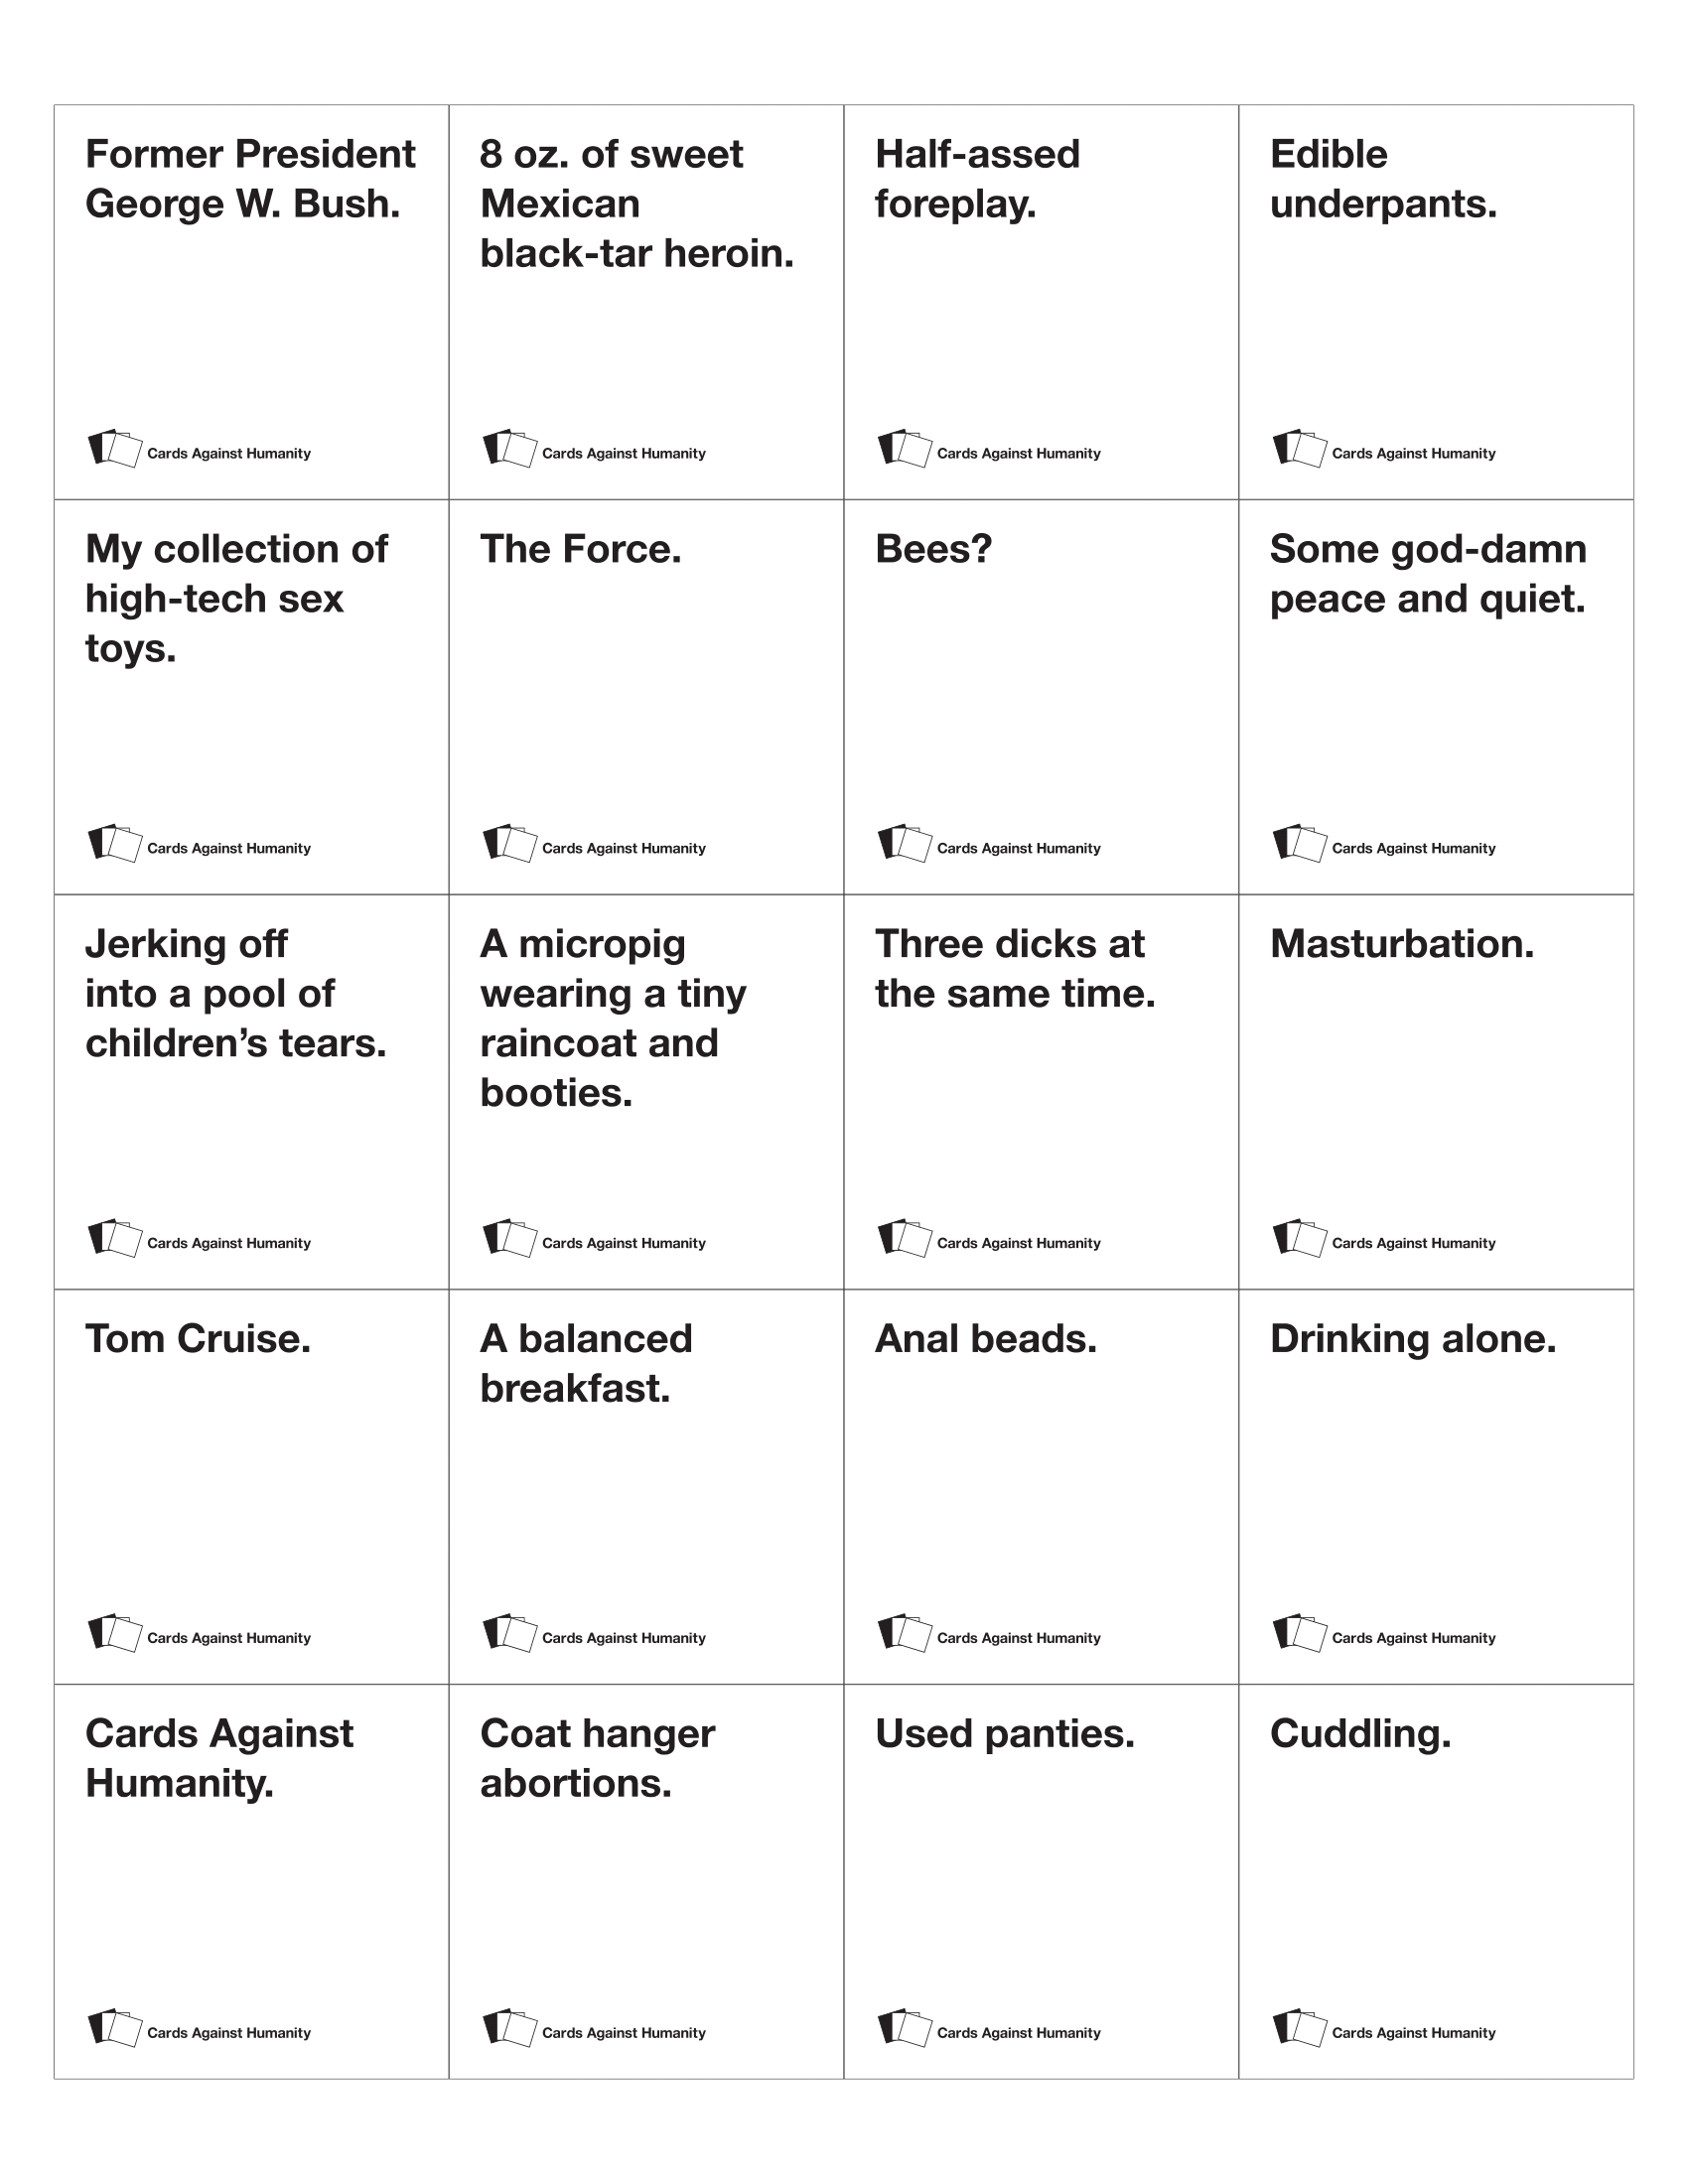 Former President
George W. Bush.
Cards Against Humanity
8 oz. of sweet
Mexican
black-tar heroin.
Cards Against Humanity
Half-assed
foreplay.
Cards Against Humanity
Edible
underpants.
Cards Against Humanity
My collection of
high-tech sex
toys.
Cards Against Humanity
The Force.
Cards Against Humanity
Bees?
Cards Against Humanity
Some god-damn
peace and quiet.
Cards Against Humanity
Jerking off
into a pool of
children’s tears.
Cards Against Humanity
A micropig
wearing a tiny
raincoat and
booties.
Cards Against Humanity
Three dicks at
the same time.
Cards Against Humanity
Masturbation.
Cards Against Humanity
Tom Cruise.
Cards Against Humanity
A balanced
breakfast.
Cards Against Humanity
Anal beads.
Cards Against Humanity
Drinking alone.
Cards Against Humanity
Cards Against
Humanity.
Cards Against Humanity
Coat hanger
abortions.
Cards Against Humanity
Used panties.
Cards Against Humanity
Cuddling.
Cards Against Humanity